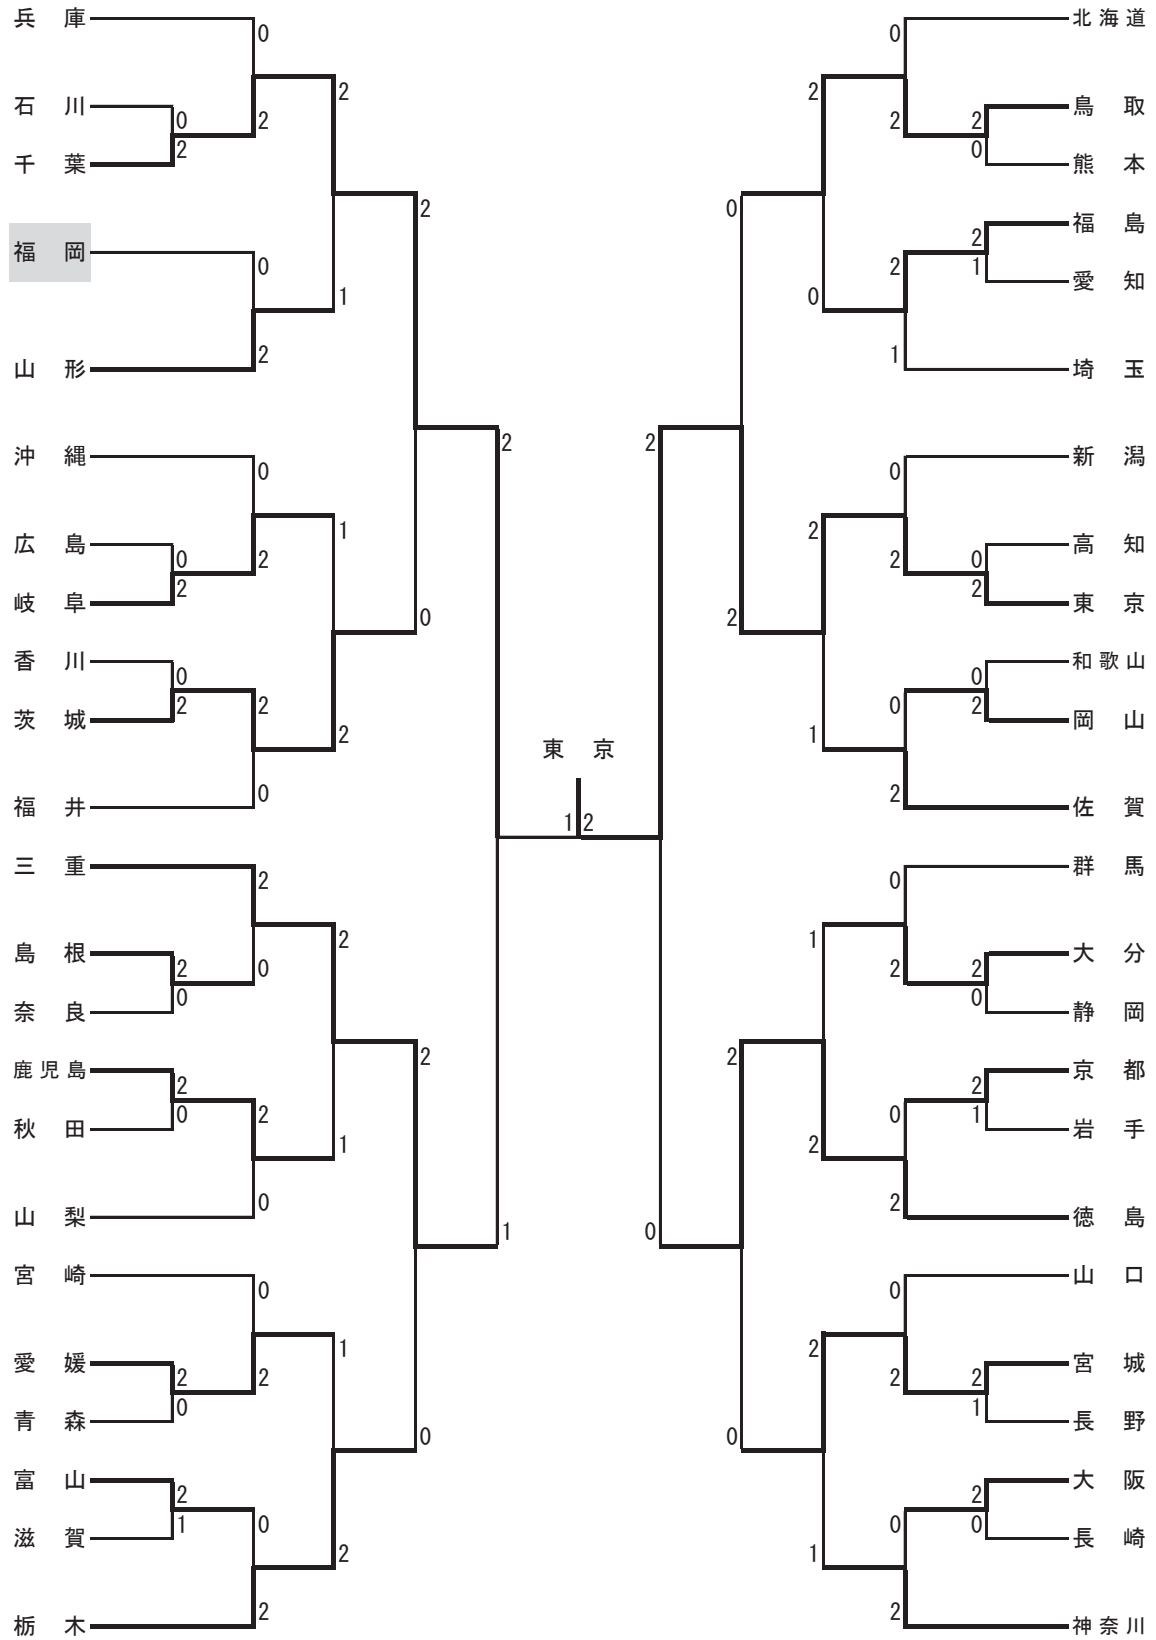 兵庫 0 0 北海道
2 2
石川 0 2 2 2 鳥取
千葉 2 0 熊本
2 0
福岡 0 2 2 福島
1 0 2 1 愛知
山形 2 1 埼玉
2 2
沖縄 0 0 新潟
1 2
広島 0 2 2 0 高知
岐阜 2 2 東京
0 2
香川 0 0 和歌山
茨城 2 2 0 2 岡山
2 1
東京
福井 0 2 佐賀
1 2
三重 2 0 群馬
2 1
島根 2 0 2 2 大分
奈良 0 0 静岡
2 2
鹿児島 2 2 京都
秋田 0 2 0 1 岩手
1 2
山梨 0 2 徳島
1 0
宮崎 0 0 山口
1 2
愛媛 2 2 2 2 宮城
青森 0 1 長野
0 0
富山 2 2 大阪
滋賀 1 0 0 0 長崎
2 1
栃木 2 2 神奈川